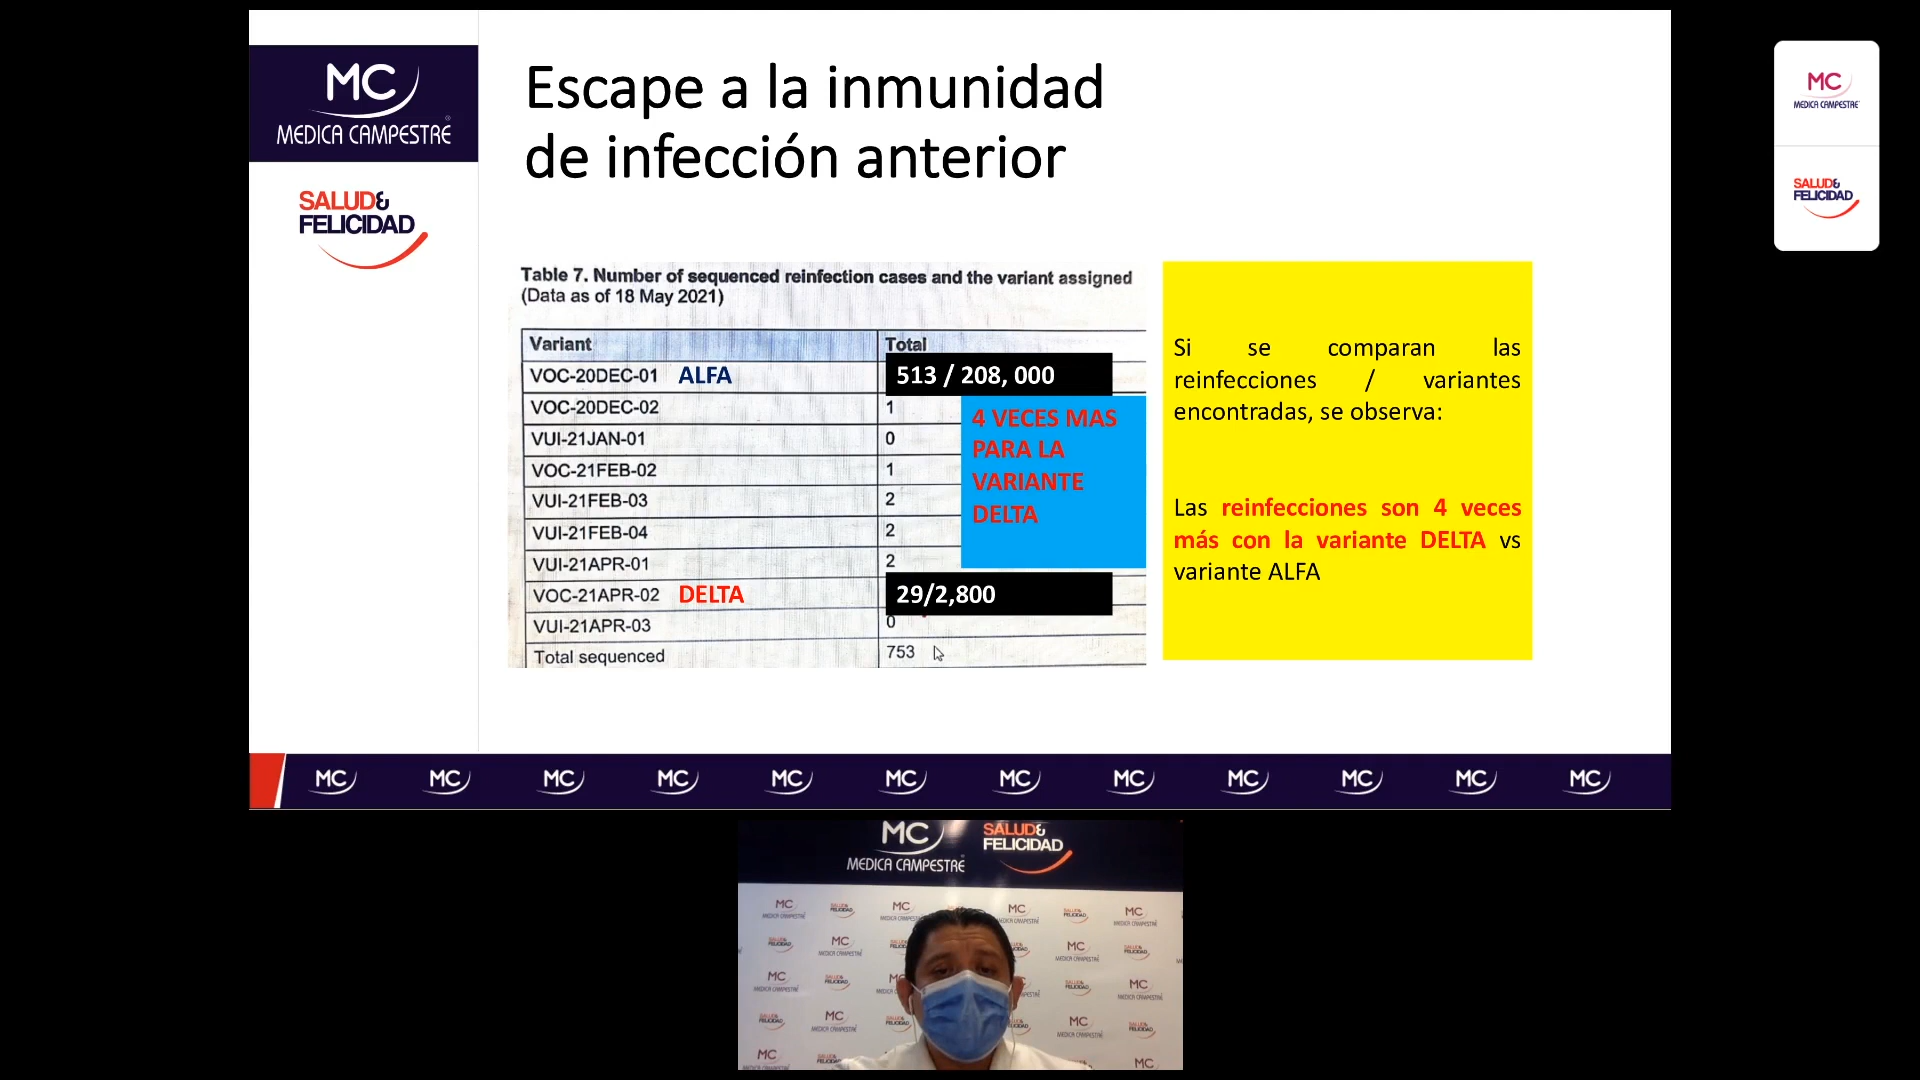 MC
MEDICA CAMPESTRE
SALUD&
FELICIDAD
Escape a la inmunidad
de infección anterior
Table 7. Number of sequenced reinfection cases and the variant assigned
(Data as of 18 May 2021)
Variant Total
VOC-20DEC-01 ALFA 513 / 208, 000
VOC-20DEC-02 1
VUI-21JAN-01 0
VOC-21FEB-02 1
VUI-21FEB-03 2
VUI-21FEB-04 2
VUI-21APR-01 2
VOC-21APR-02 DELTA 29/2,800
VUI-21APR-03 0
Total sequenced 753
4 VECES MAS
PARA LA
VARIANTE
DELTA
Si se comparan las
reinfecciones / variantes
encontradas, se observa:
Las reinfecciones son 4 veces
más con la variante DELTA vs
variante ALFA
MC
MEDICA CAMPESTRE
SALUD&
FELICIDAD
MC MC MC MC MC MC MC MC MC MC MC MC
MC
MEDICA CAMPESTRE
SALUD&
FELICIDAD